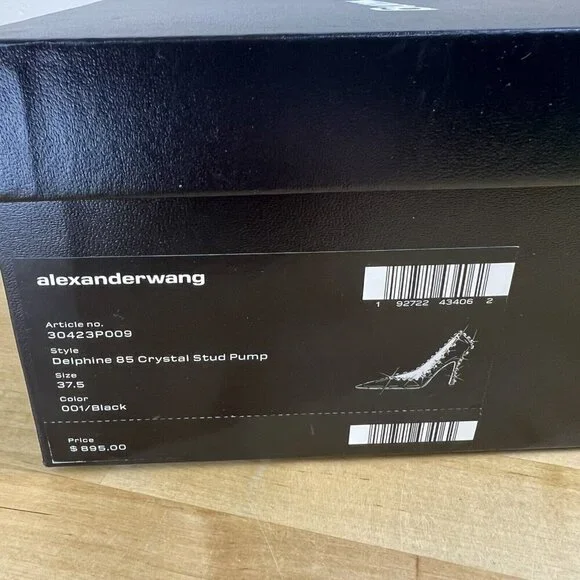 alexanderwang
1 92722 43406 2
Article no.
30423P009
Style
Delphine 85 Crystal Stud Pump
Size
37.5
Color
001/Black
Price
$ 895.00